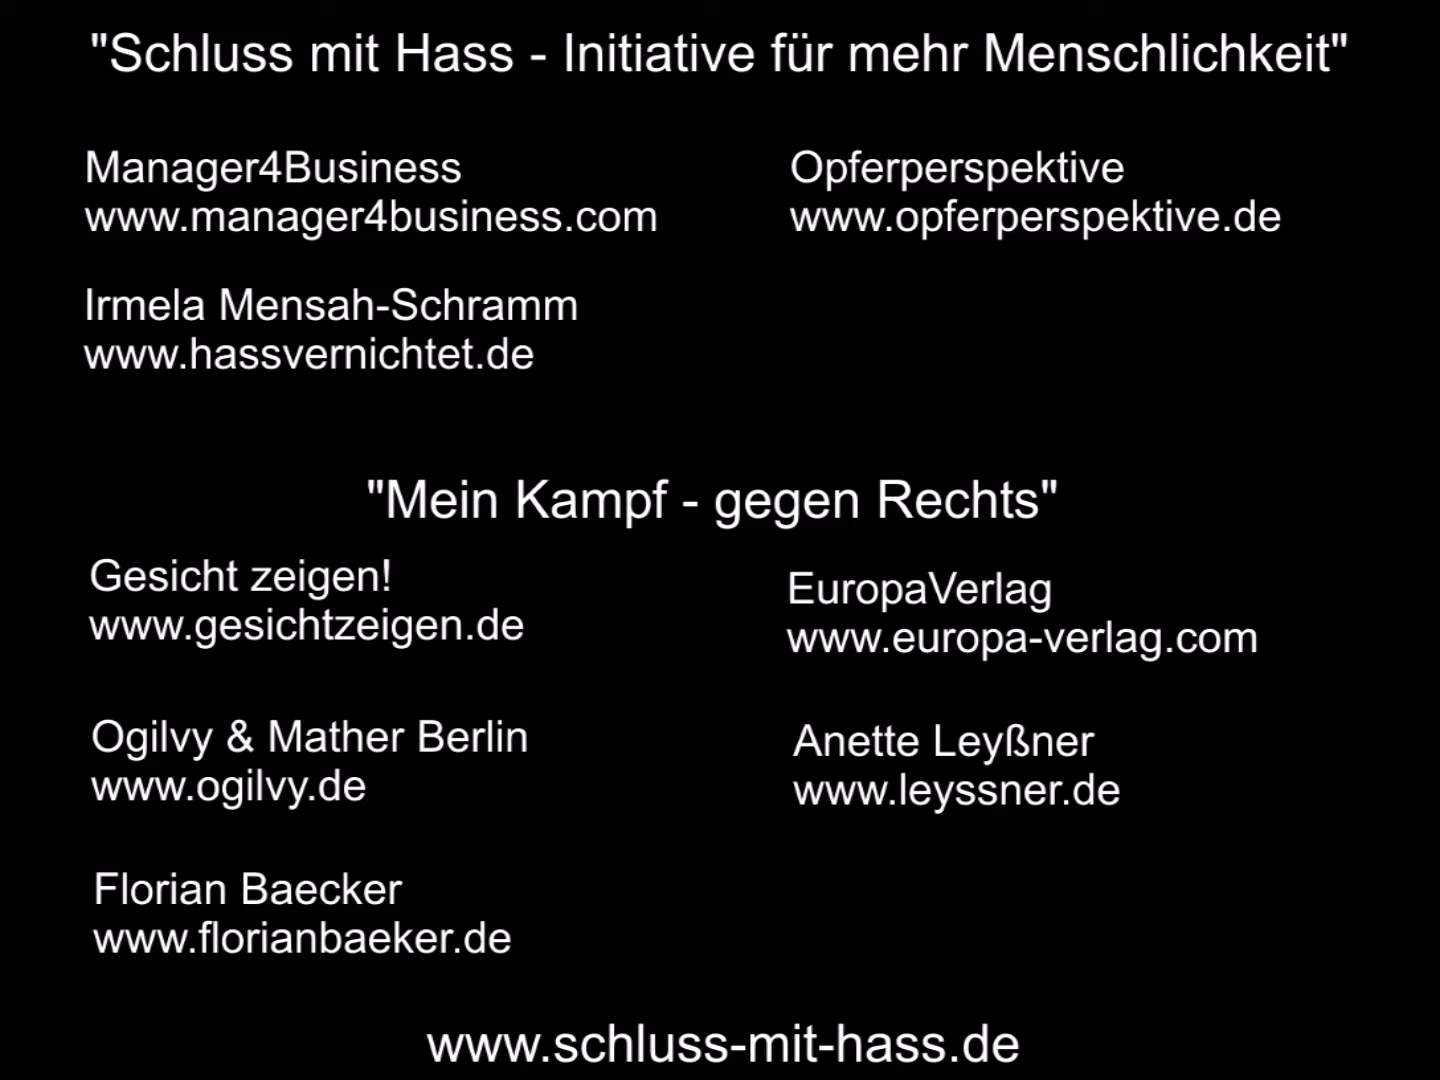 "Schluss mit Hass - Initiative für mehr Menschlichkeit"
Manager4Business
www.manager4business.com
Opferperspektive
www.opferperspektive.de
Irmela Mensah-Schramm
www.hassvernichtet.de
"Mein Kampf - gegen Rechts"
Gesicht zeigen!
www.gesichtzeigen.de
EuropaVerlag
www.europa-verlag.com
Ogilvy & Mather Berlin
www.ogilvy.de
Anette Leyßner
www.leyssner.de
Florian Baecker
www.florianbaeker.de
www.schluss-mit-hass.de